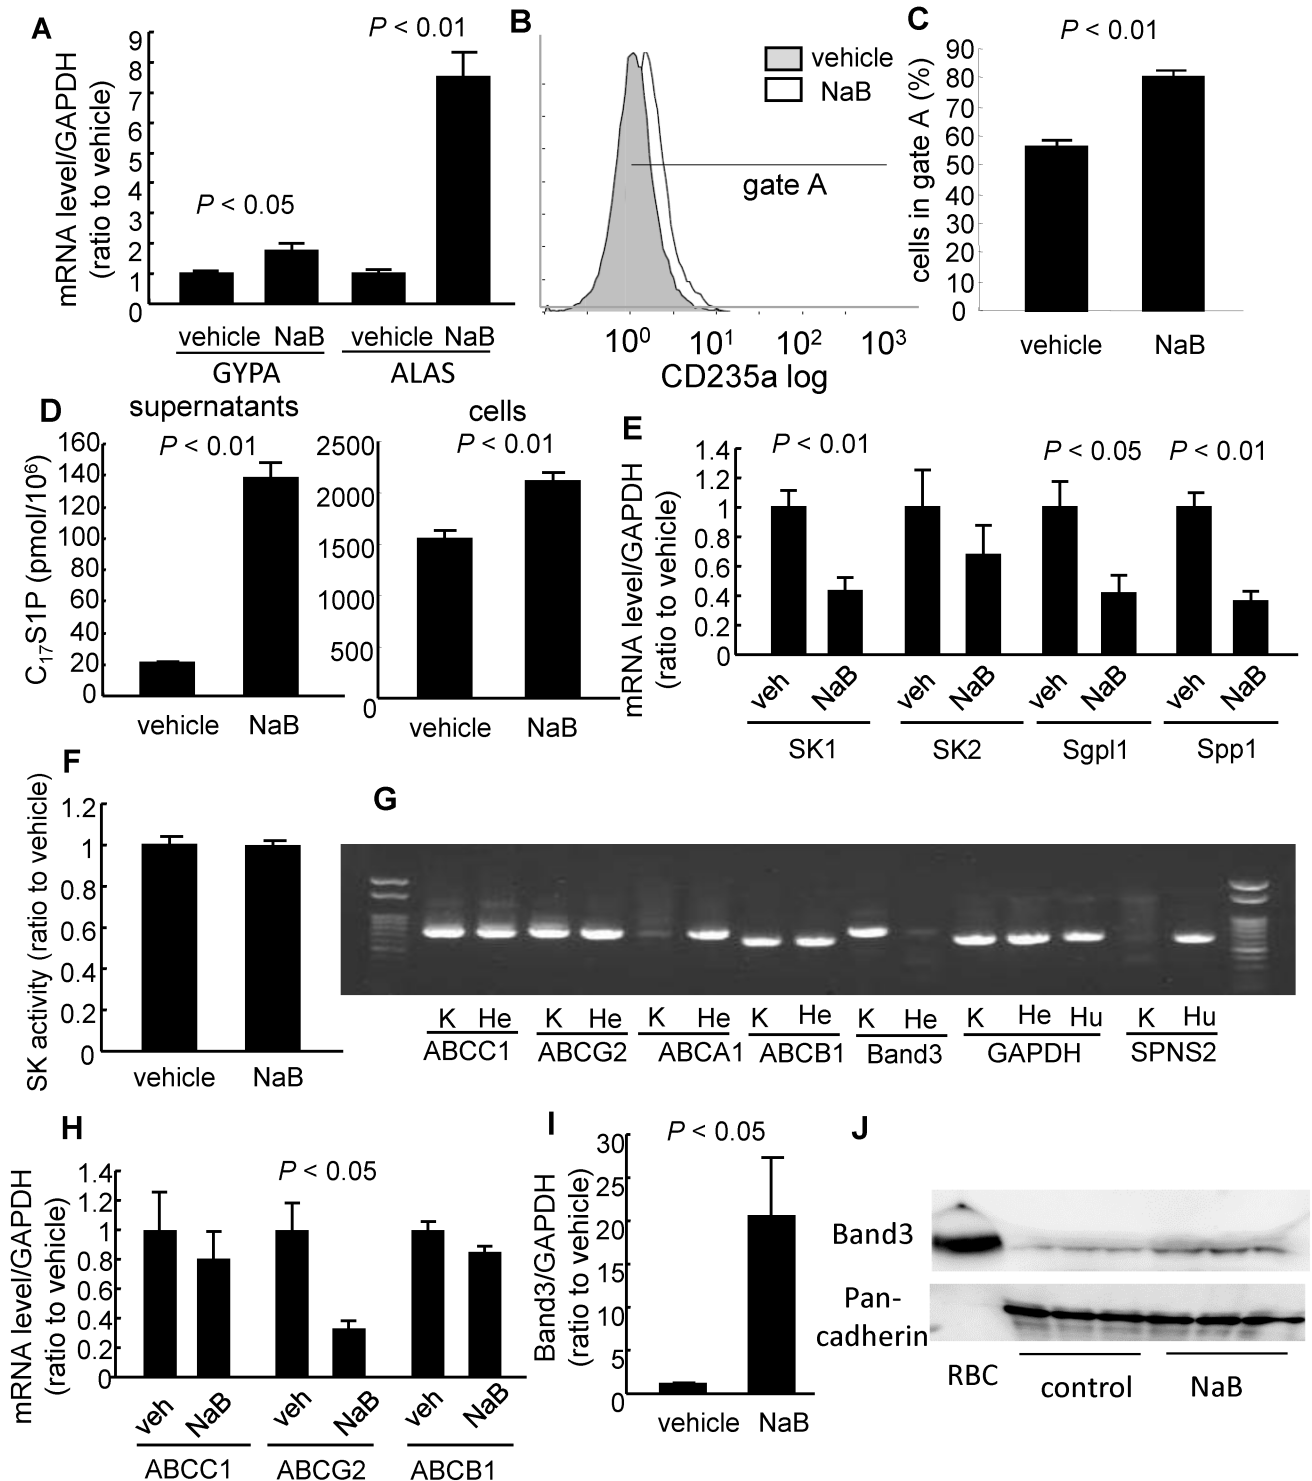 A
mRNA level/GAPDH
(ratio to vehicle)
9
8
7
6
5
4
3
2
1
0
P < 0.05
P < 0.01
vehicle NaB vehicle NaB
GYPA ALAS
B
vehicle
NaB
gate A
10⁰ 10¹ 10² 10³
CD235a log
C
P < 0.01
cells in gate A (%)
90
80
70
60
50
40
30
20
10
0
vehicle NaB
D
supernatants
P < 0.01
C₁₇S1P (pmol/10⁶)
160
140
120
100
80
60
40
20
0
vehicle NaB
cells
P < 0.01
2500
2000
1500
1000
500
0
vehicle NaB
E
mRNA level/GAPDH
(ratio to vehicle)
1.4
1.2
1
0.8
0.6
0.4
0.2
0
P < 0.01 P < 0.05 P < 0.01
veh NaB veh NaB veh NaB veh NaB
SK1 SK2 Sgpl1 Spp1
F
SK activity (ratio to vehicle)
1.2
1
0.8
0.6
0.4
0.2
0
vehicle NaB
G
K He K He K He K He K He K He Hu K Hu
ABCC1 ABCG2 ABCA1 ABCB1 Band3 GAPDH SPNS2
H
mRNA level/GAPDH
(ratio to vehicle)
1.4
1.2
1
0.8
0.6
0.4
0.2
0
P < 0.05
veh NaB veh NaB veh NaB
ABCC1 ABCG2 ABCB1
I
Band3/GAPDH
(ratio to vehicle)
30
25
20
15
10
5
0
P < 0.05
vehicle NaB
J
Band3
Pan-
cadherin
RBC control NaB